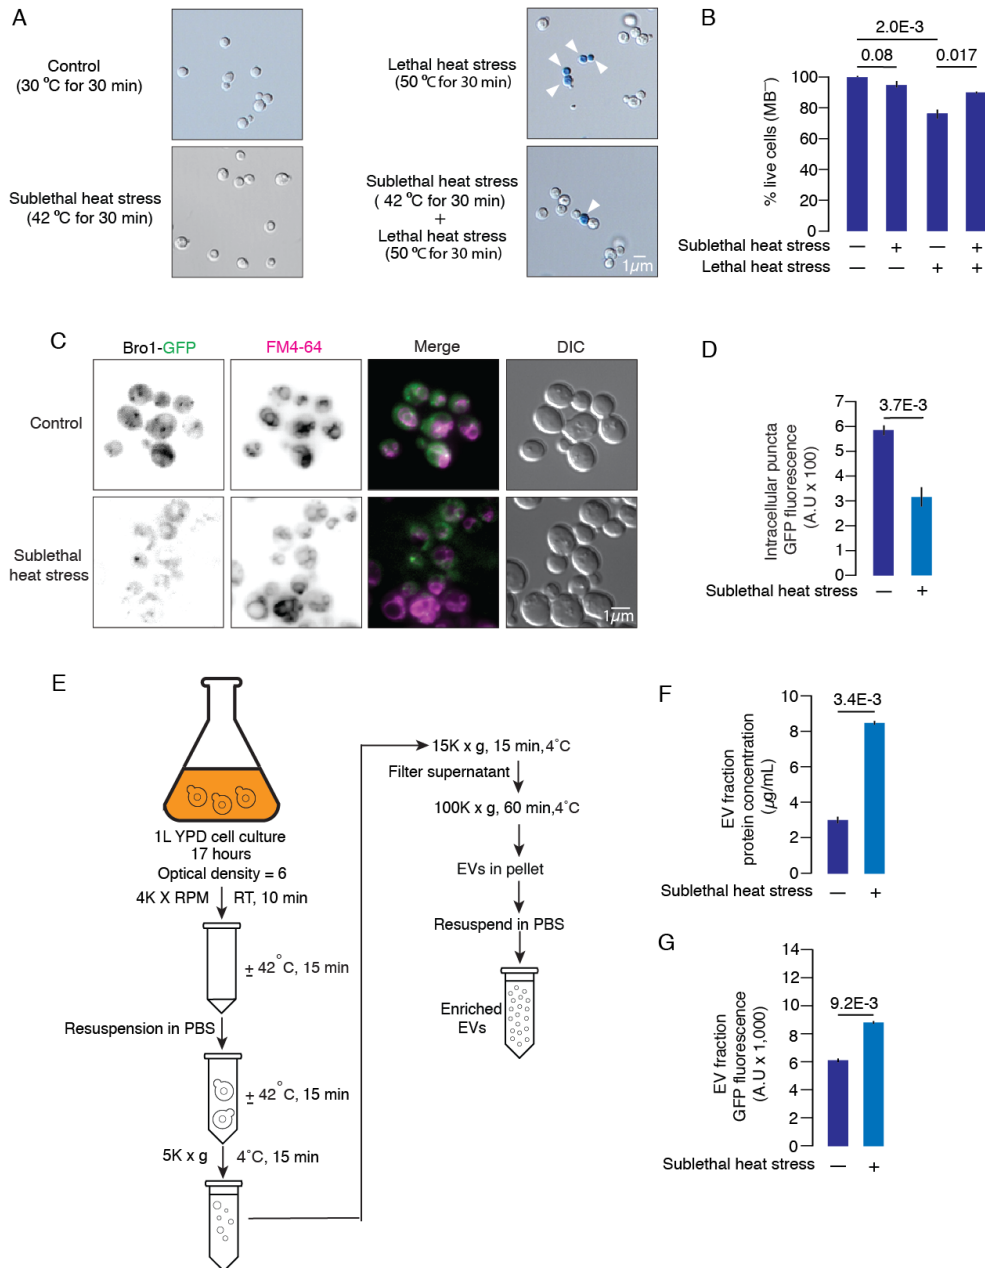 A
Control
(30 ºC for 30 min)
Sublethal heat stress
(42 ºC for 30 min)
Lethal heat stress
(50 ºC for 30 min)
Sublethal heat stress
( 42 ºC for 30 min)
+
Lethal heat stress
(50 ºC for 30 min)
1µm
B
2.0E-3
0.08
0.017
% live cells (MB⁻)
100
80
60
40
20
0
Sublethal heat stress — + — +
Lethal heat stress — — + +
C
Bro1-GFP
FM4-64
Merge
DIC
Control
Sublethal
heat stress
1µm
D
3.7E-3
Intracellular puncta
GFP fluorescence
(A.U x 100)
7
6
5
4
3
2
1
0
Sublethal heat stress — +
E
1L YPD cell culture
17 hours
Optical density = 6
4K X RPM RT, 10 min
± 42°C, 15 min
Resuspension in PBS
± 42°C, 15 min
5K x g 4°C, 15 min
15K x g, 15 min,4°C
Filter supernatant
100K x g, 60 min,4°C
EVs in pellet
Resuspend in PBS
Enriched
EVs
F
3.4E-3
EV fraction
protein concentration
(µg/mL)
10
8
6
4
2
0
Sublethal heat stress — +
G
9.2E-3
EV fraction
GFP fluorescence
(A.U x 1,000)
14
12
10
8
6
4
2
0
Sublethal heat stress — +